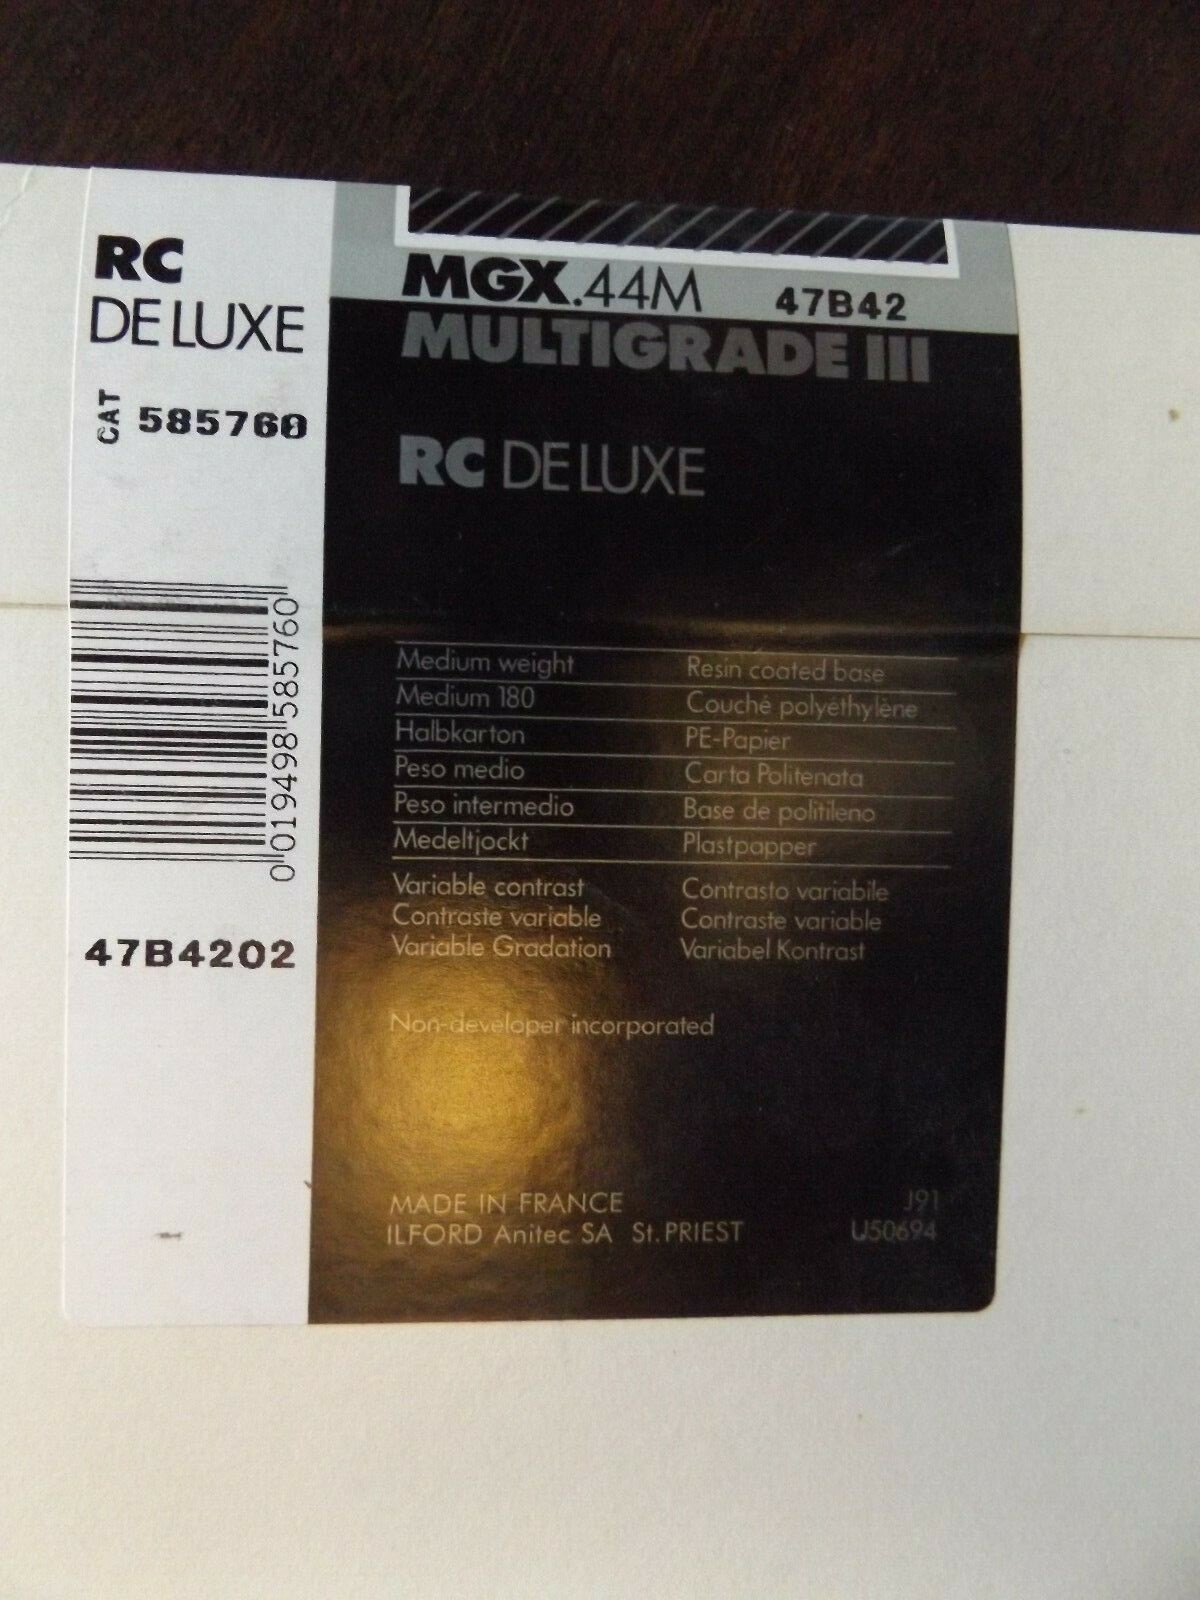 RC
DE LUXE
CAT 585760
0 019498 585760
47B4202
MGX.44M 47B42
MULTIGRADE III
RC DE LUXE
Medium weight Resin coated base
Medium 180 Couché polyéthylène
Halbkarton PE-Papier
Peso medio Carta Politenata
Peso intermedio Base de politileno
Medeltjockt Plastpapper
Variable contrast Contrasto variabile
Contraste variable Contraste variable
Variable Gradation Variabel Kontrast
Non-developer incorporated
MADE IN FRANCE J91
ILFORD Anitec SA St. PRIEST U50694